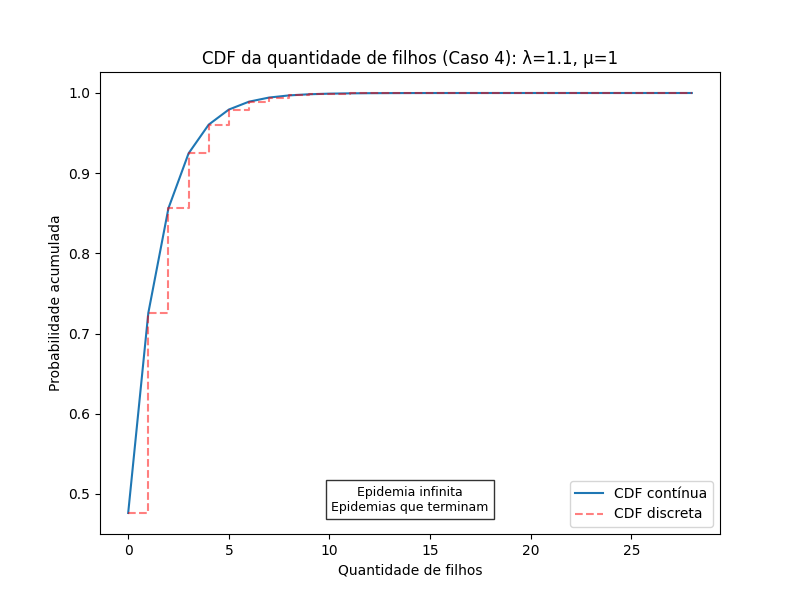 CDF da quantidade de filhos (Caso 4): λ=1.1, μ=1
Probabilidade acumulada
1.0
0.9
0.8
0.7
0.6
0.5
Epidemia infinita
Epidemias que terminam
CDF contínua
CDF discreta
0
5
10
15
20
25
Quantidade de filhos